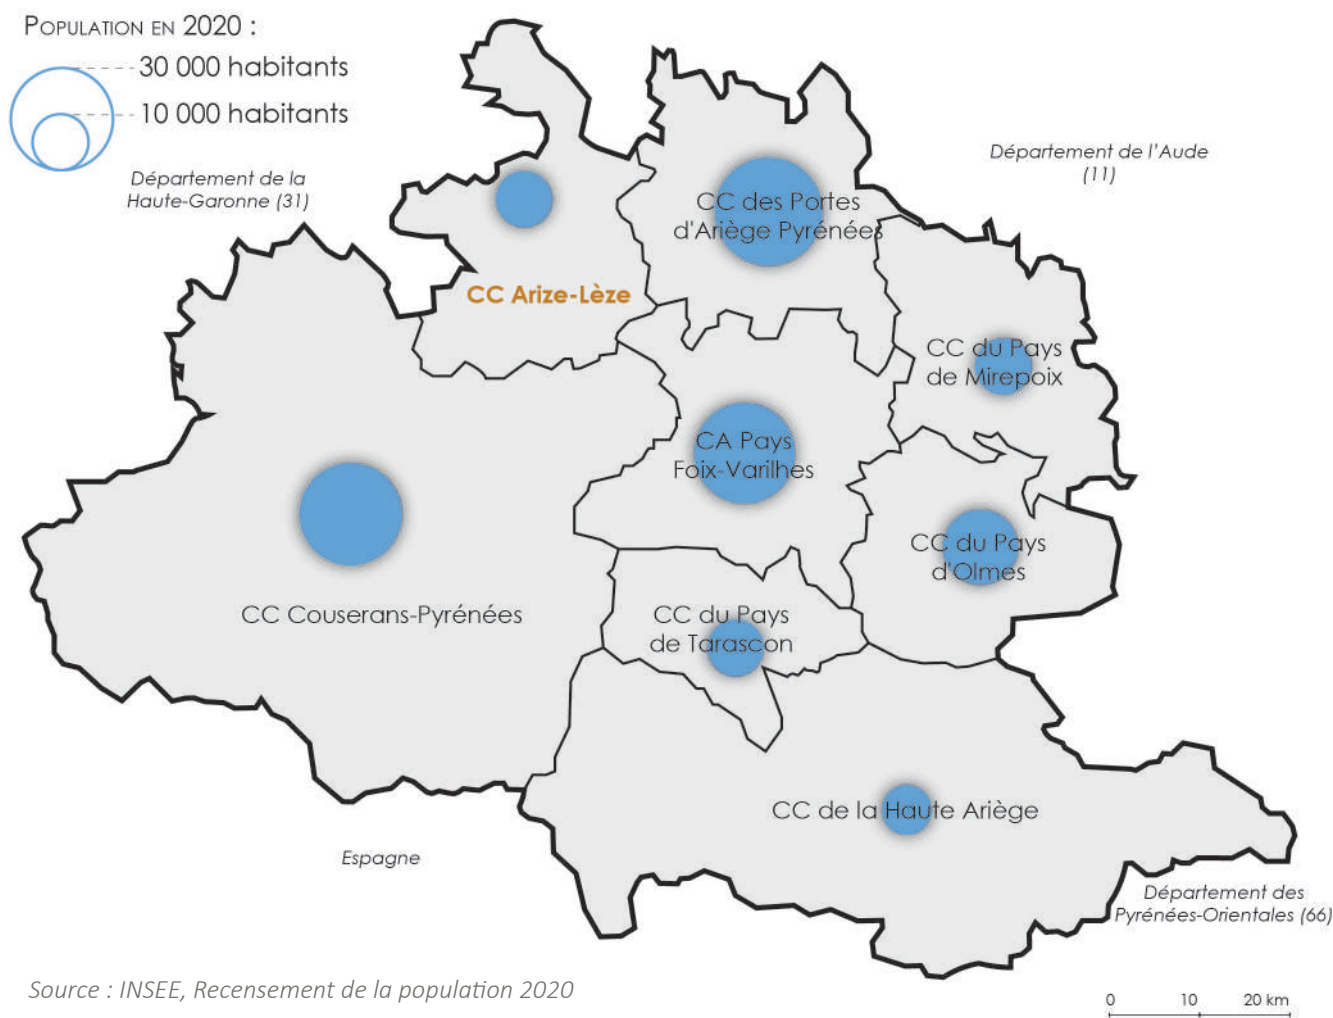 POPULATION EN 2020 :
30 000 habitants
10 000 habitants
Département de la
Haute-Garonne (31)
Département de l'Aude
(11)
CC des Portes
d'Ariège Pyrénées
CC Arize-Lèze
CC du Pays
de Mirepoix
CA Pays
Foix-Varilhes
CC du Pays
d'Olmes
CC Couserans-Pyrénées
CC du Pays
de Tarascon
CC de la Haute Ariège
Espagne
Département des
Pyrénées-Orientales (66)
Source : INSEE, Recensement de la population 2020
0 10 20 km